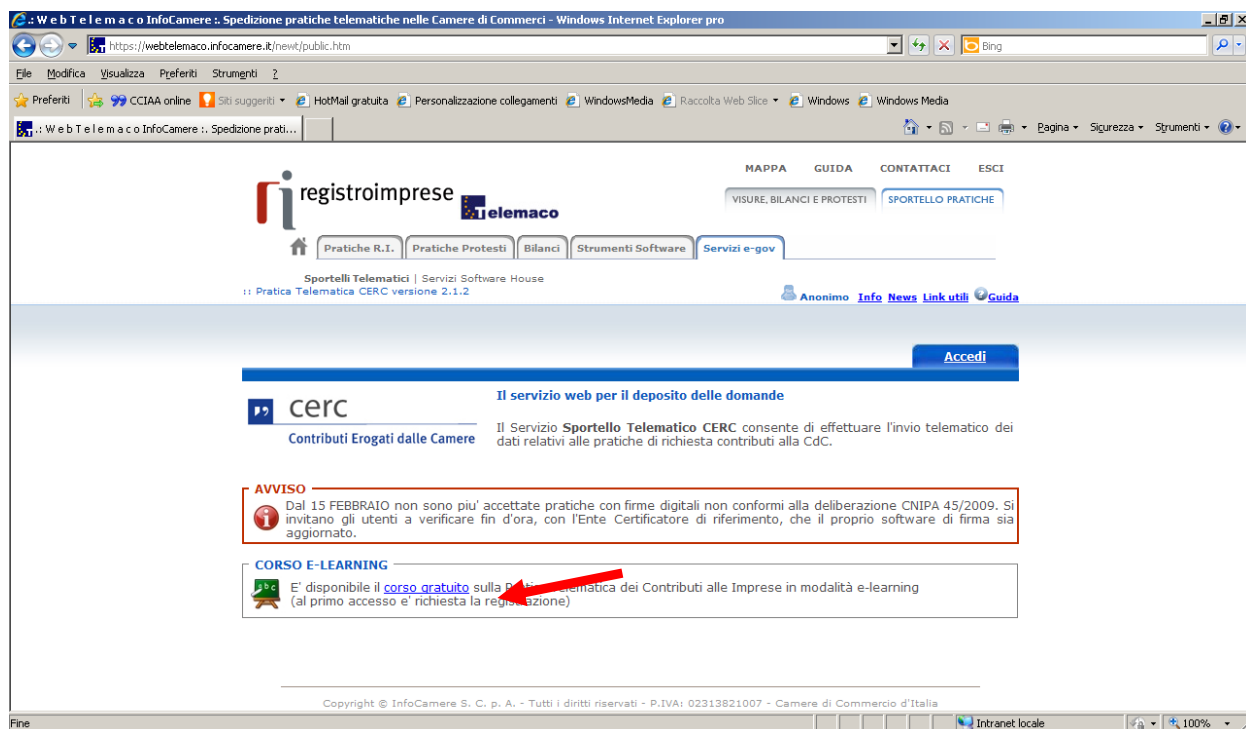 .: W e b T e l e m a c o InfoCamere :. Spedizione pratiche telematiche nelle Camere di Commerci - Windows Internet Explorer pro
https://webtelemaco.infocamere.it/newt/public.htm
Bing
File Modifica Visualizza Preferiti Strumenti ?
Preferiti CCIAA online Siti suggeriti HotMail gratuita Personalizzazione collegamenti WindowsMedia Raccolta Web Slice Windows Windows Media
.: W e b T e l e m a c o InfoCamere :. Spedizione prati...
Pagina Sicurezza Strumenti
MAPPA GUIDA CONTATTACI ESCI
registroimprese
Telemaco
VISURE, BILANCI E PROTESTI SPORTELLO PRATICHE
Pratiche R.I. Pratiche Protesti Bilanci Strumenti Software Servizi e-gov
Sportelli Telematici | Servizi Software House
:: Pratica Telematica CERC versione 2.1.2
Anonimo Info News Link utili Guida
Accedi
cerc
Contributi Erogati dalle Camere
Il servizio web per il deposito delle domande
Il Servizio Sportello Telematico CERC consente di effettuare l'invio telematico dei
dati relativi alle pratiche di richiesta contributi alla CdC.
AVVISO
Dal 15 FEBBRAIO non sono piu' accettate pratiche con firme digitali non conformi alla deliberazione CNIPA 45/2009. Si
invitano gli utenti a verificare fin d'ora, con l'Ente Certificatore di riferimento, che il proprio software di firma sia
aggiornato.
CORSO E-LEARNING
abc
E' disponibile il corso gratuito sulla Pratica Telematica dei Contributi alle Imprese in modalità e-learning
(al primo accesso e' richiesta la registrazione)
Copyright © InfoCamere S. C. p. A. - Tutti i diritti riservati - P.IVA: 02313821007 - Camere di Commercio d'Italia
Fine
Intranet locale
100%